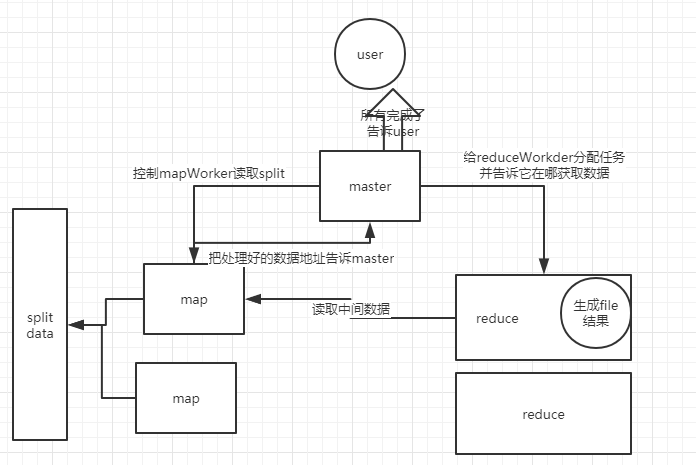 user
所有完成了
告诉user
给reduceWorkder分配任务
并告诉它在哪获取数据
控制mapWorker读取split
master
把处理好的数据地址告诉master
map
split
data
读取中间数据
reduce
生成file
结果
map
reduce